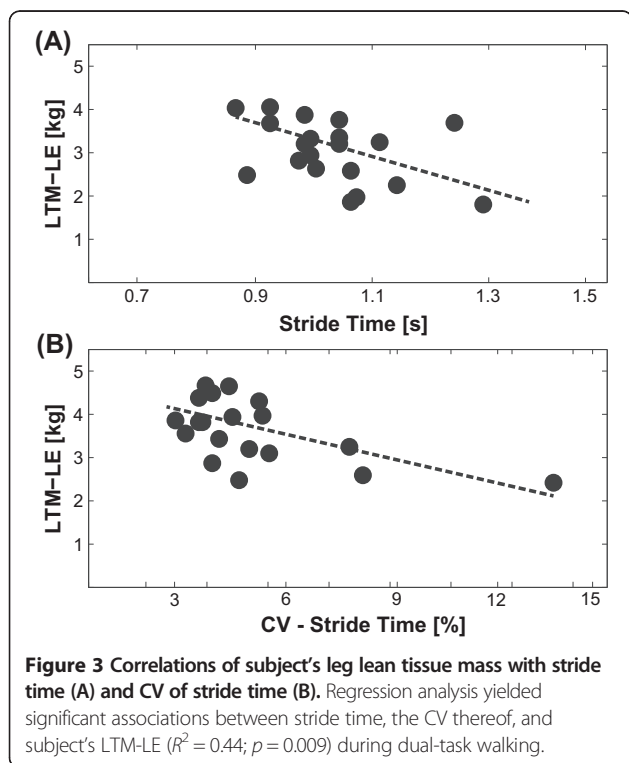 (A)
5
4
3
2
1
LTM–LE [kg]
0.7 0.9 1.1 1.3 1.5
Stride Time [s]
(B)
5
4
3
2
1
LTM–LE [kg]
3 6 9 12 15
CV - Stride Time [%]
Figure 3 Correlations of subject's leg lean tissue mass with stride
time (A) and CV of stride time (B). Regression analysis yielded
significant associations between stride time, the CV thereof, and
subject's LTM-LE (R² = 0.44; p = 0.009) during dual-task walking.